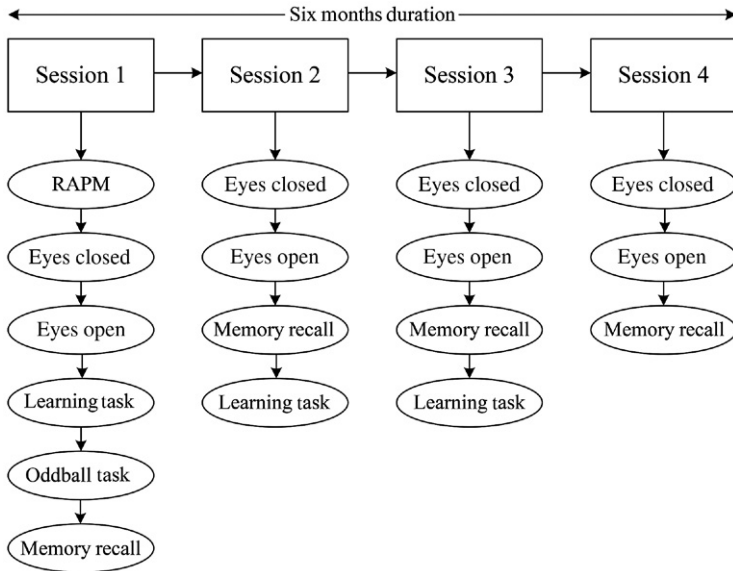 Six months duration
Session 1
Session 2
Session 3
Session 4
RAPM
Eyes closed
Eyes open
Learning task
Oddball task
Memory recall
Eyes closed
Eyes open
Memory recall
Learning task
Eyes closed
Eyes open
Memory recall
Learning task
Eyes closed
Eyes open
Memory recall